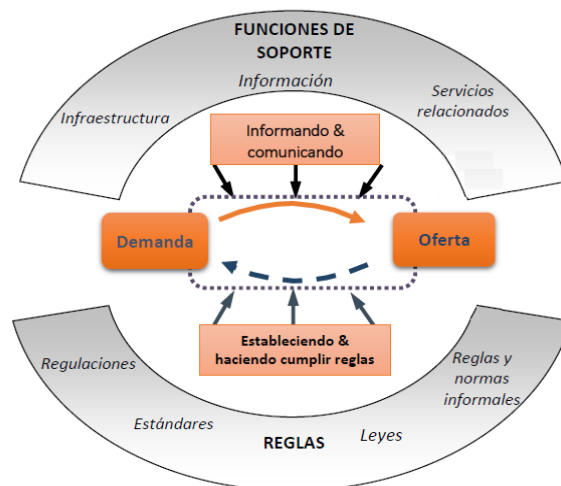 FUNCIONES DE
SOPORTE
Información
Servicios
relacionados
Infraestructura
Informando &
comunicando
Demanda
Oferta
Estableciendo &
haciendo cumplir reglas
Regulaciones
Reglas y
normas
informales
Estándares
REGLAS
Leyes